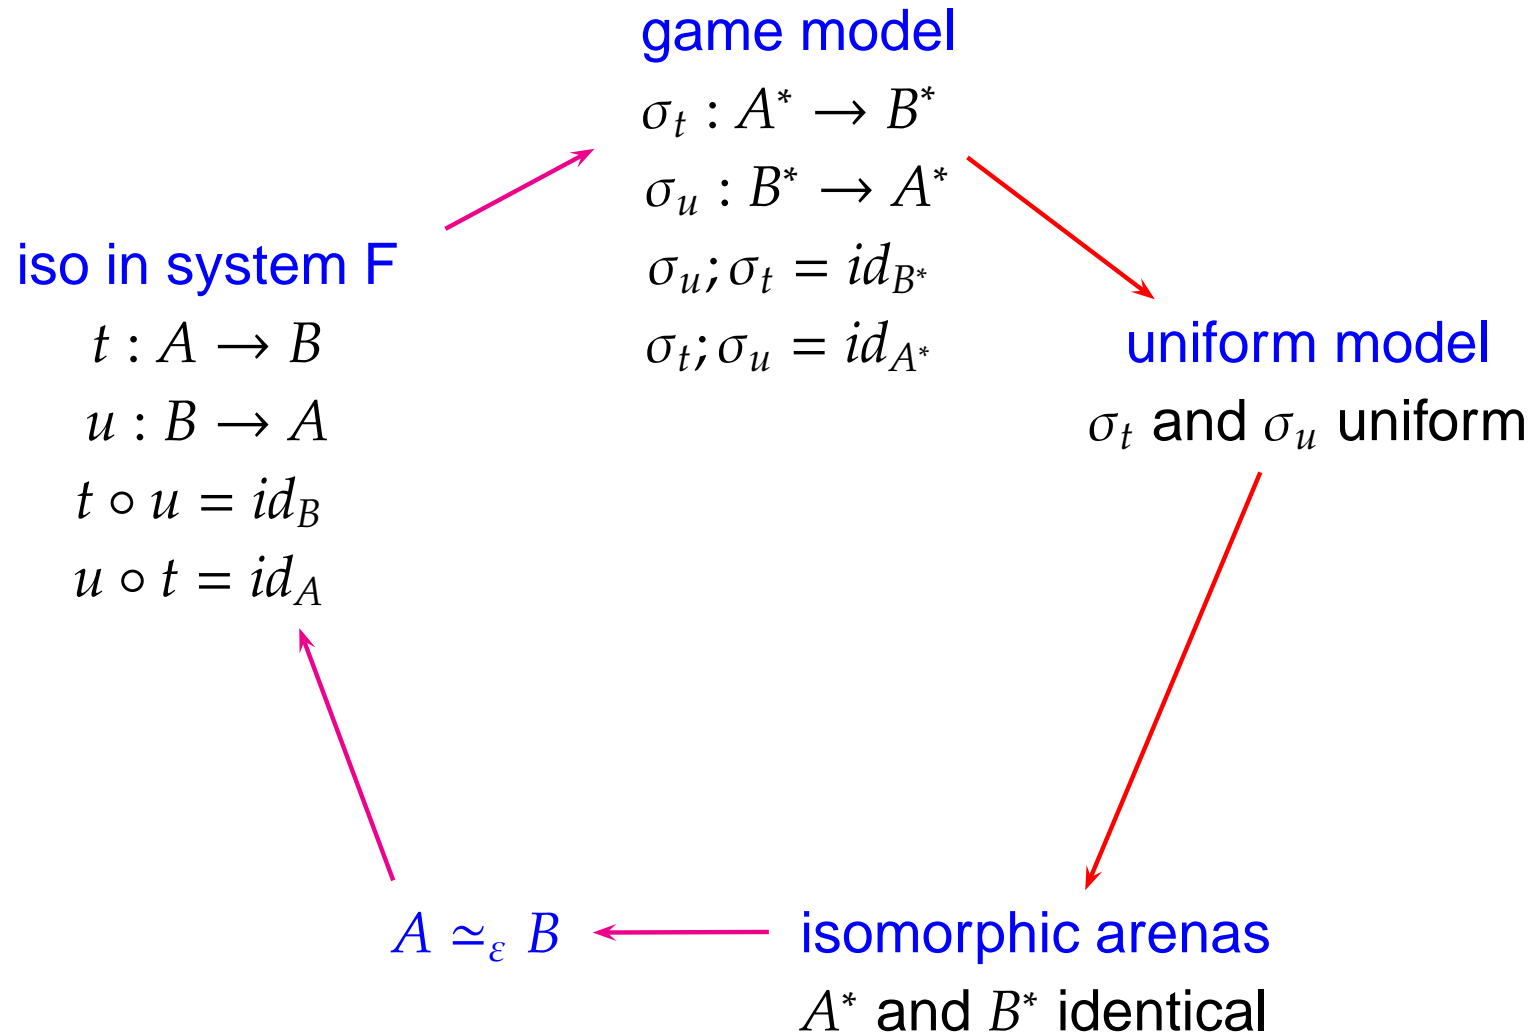 game model
σ_t : A* → B*
σ_u : B* → A*
σ_u; σ_t = id_{B*}
σ_t; σ_u = id_{A*}
iso in system F
t : A → B
u : B → A
t ∘ u = id_B
u ∘ t = id_A
uniform model
σ_t and σ_u uniform
A ≃_ε B
isomorphic arenas
A* and B* identical